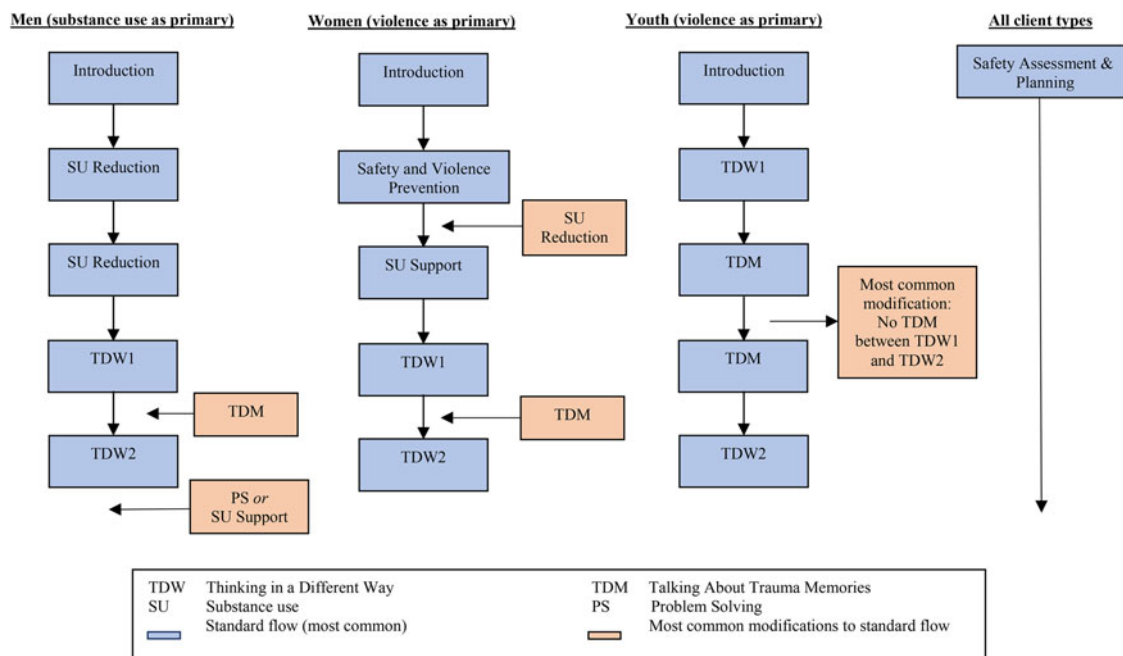 Men (substance use as primary)
Introduction
SU Reduction
SU Reduction
TDW1
TDM
TDW2
PS or
SU Support
Women (violence as primary)
Introduction
Safety and Violence
Prevention
SU
Reduction
SU Support
TDW1
TDM
TDW2
Youth (violence as primary)
Introduction
TDW1
TDM
Most common
modification:
No TDM
between TDW1
and TDW2
TDM
TDW2
All client types
Safety Assessment &
Planning
TDW Thinking in a Different Way
SU Substance use
Standard flow (most common)
TDM Talking About Trauma Memories
PS Problem Solving
Most common modifications to standard flow